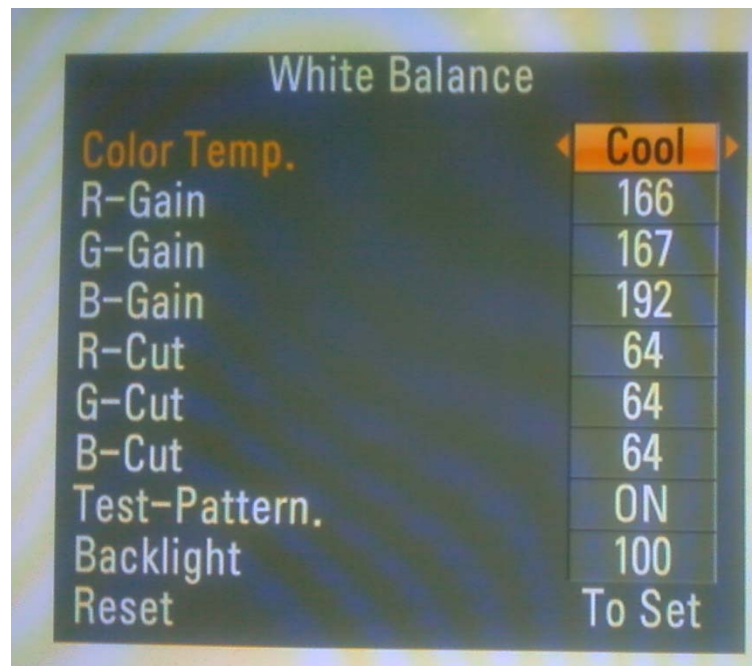 White Balance
Color Temp. Cool
R-Gain 166
G-Gain 167
B-Gain 192
R-Cut 64
G-Cut 64
B-Cut 64
Test-Pattern. ON
Backlight 100
Reset To Set